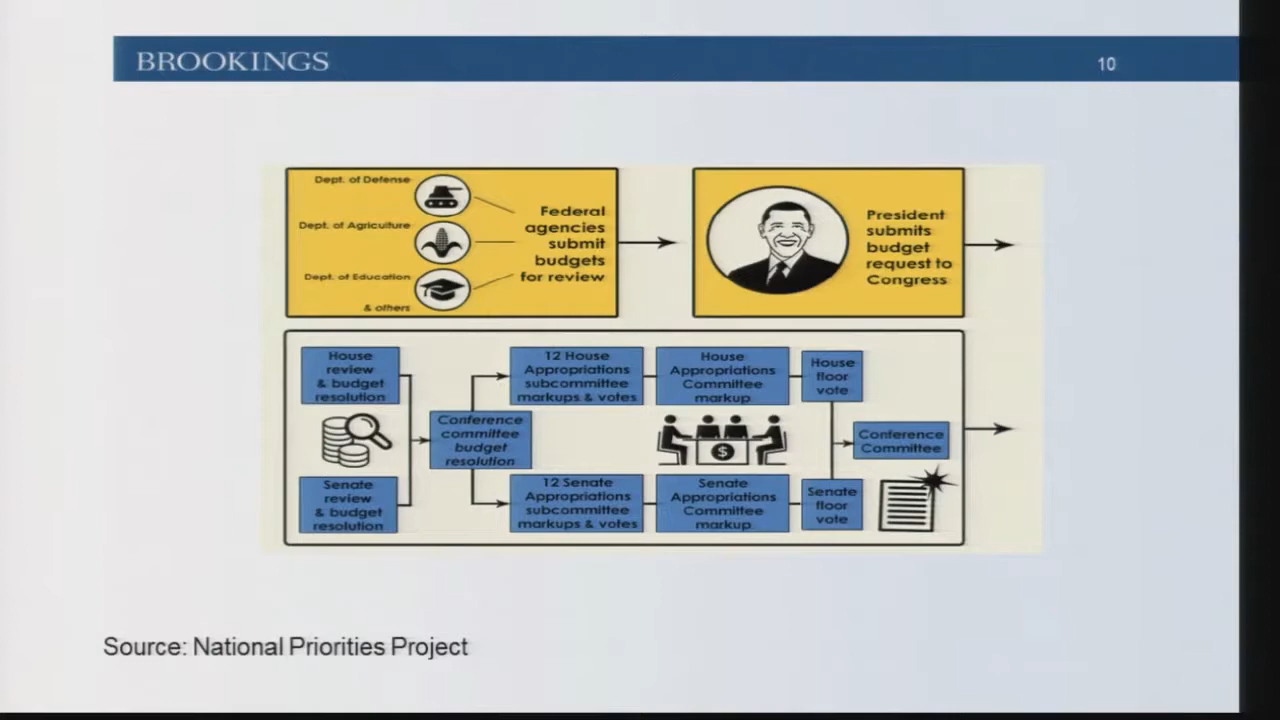 BROOKINGS
10
Dept. of Defense
Dept. of Agriculture
Dept. of Education
& others
Federal
agencies
submit
budgets
for review
President
submits
budget
request to
Congress
House
review
& budget
resolution
Senate
review
& budget
resolution
Conference
committee
budget
resolution
12 House
Appropriations
subcommittee
markups & votes
House
Appropriations
Committee
markup
House
floor
vote
$
12 Senate
Appropriations
subcommittee
markups & votes
Senate
Appropriations
Committee
markup
Senate
floor
vote
Conference
Committee
Source: National Priorities Project